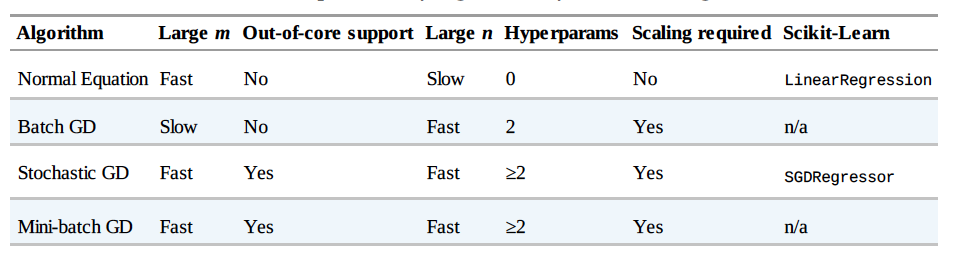 Algorithm Large m Out-of-core support Large n Hyperparams Scaling required Scikit-Learn
Normal Equation Fast No Slow 0 No LinearRegression
Batch GD Slow No Fast 2 Yes n/a
Stochastic GD Fast Yes Fast ≥2 Yes SGDRegressor
Mini-batch GD Fast Yes Fast ≥2 Yes n/a